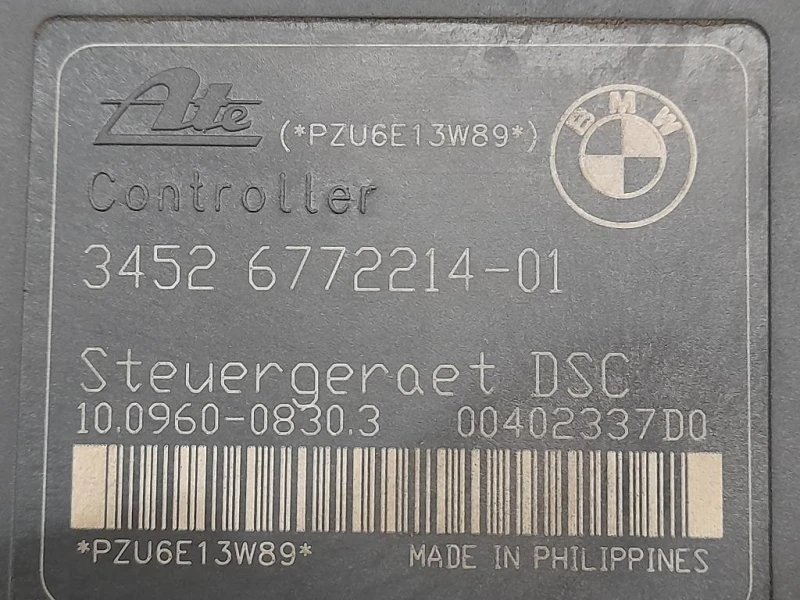 Ate (*PZU6E13W89*) BMW
Controller
3452 6772214-01
Steuergeraet DSC
10.0960-0830.3 00402337D0
*PZU6E13W89* MADE IN PHILIPPINES